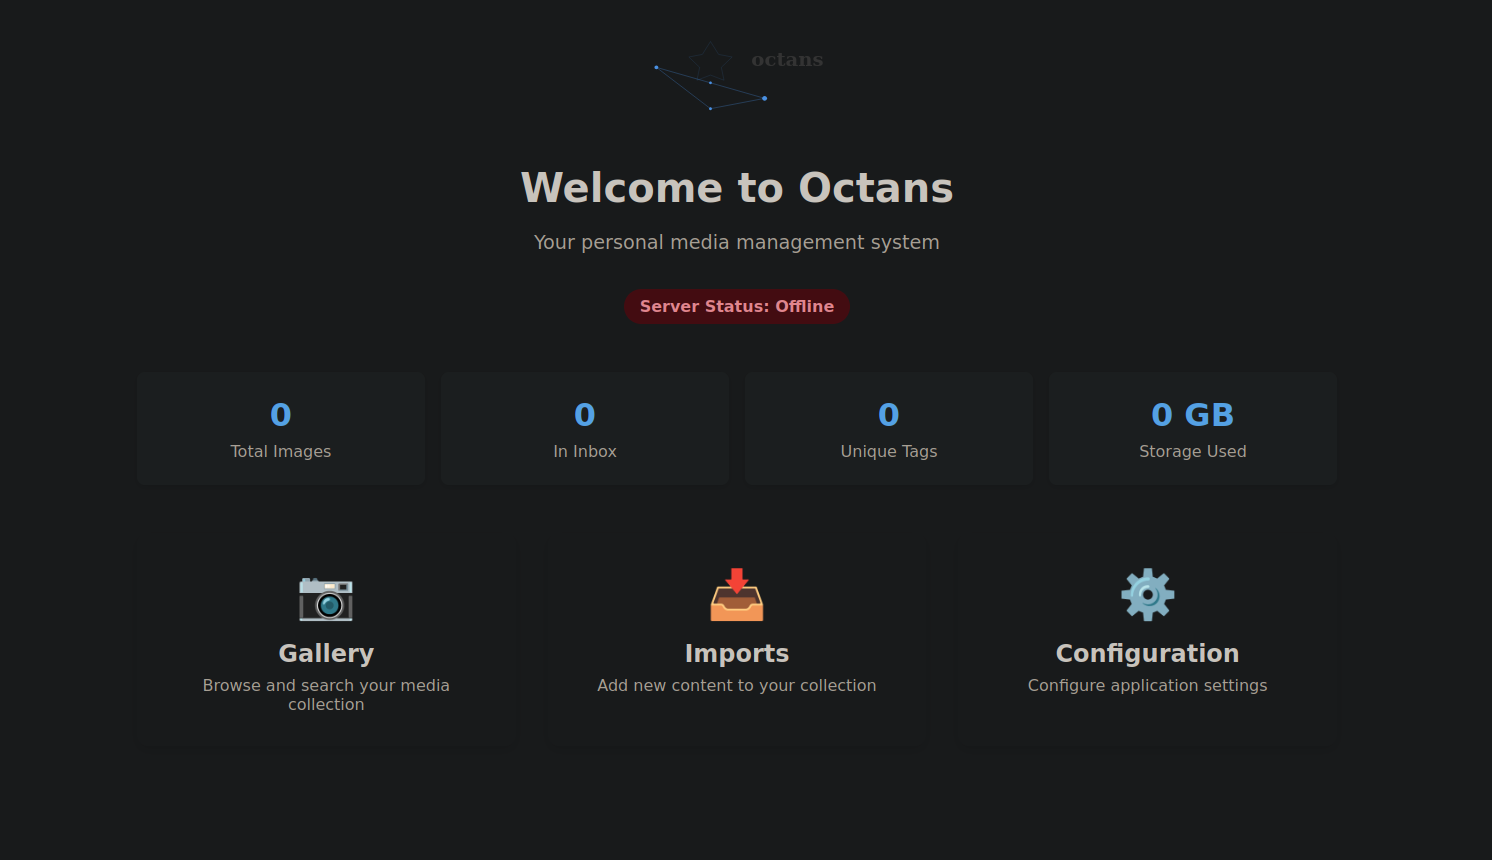 octans
Welcome to Octans
Your personal media management system
Server Status: Offline
0
Total Images
0
In Inbox
0
Unique Tags
0 GB
Storage Used
Gallery
Browse and search your media
collection
Imports
Add new content to your collection
Configuration
Configure application settings